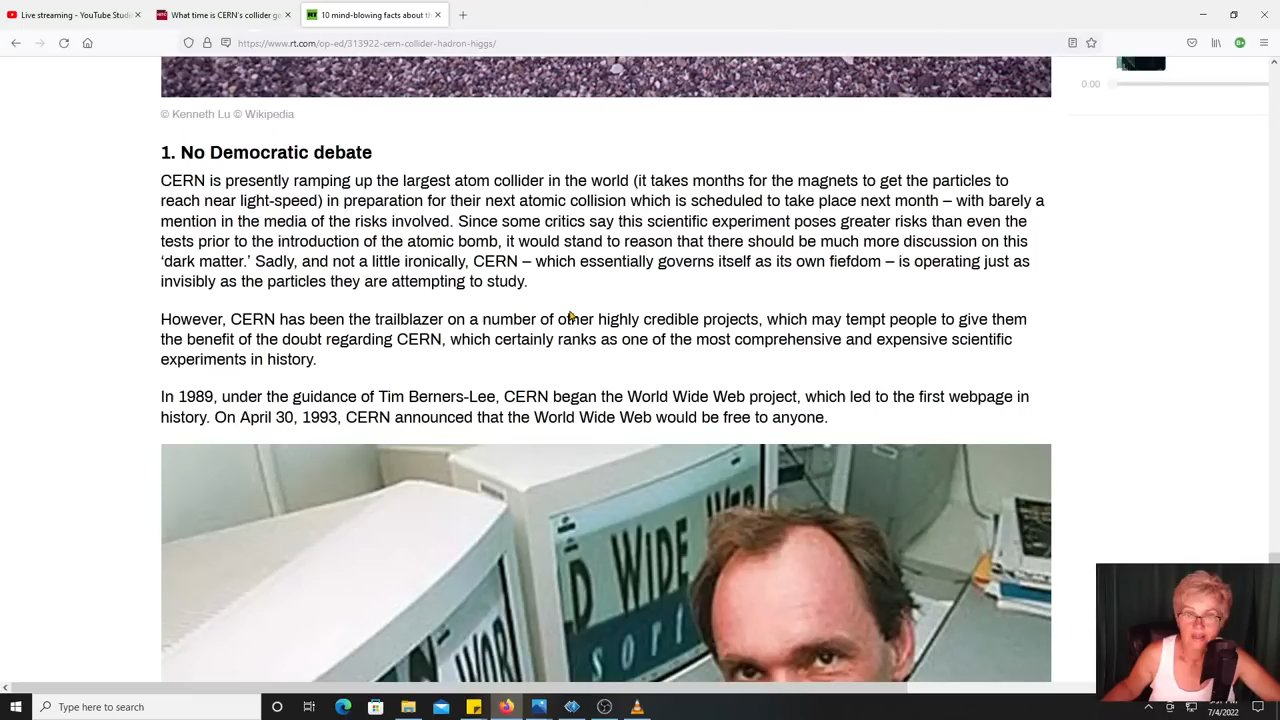 Live streaming - YouTube Stud
What time is CERN's collider go
10 mind-blowing facts about th
https://www.rt.com/op-ed/313922-cern-collider-hadron-higgs/
0:00
© Kenneth Lu © Wikipedia
1. No Democratic debate
CERN is presently ramping up the largest atom collider in the world (it takes months for the magnets to get the particles to
reach near light-speed) in preparation for their next atomic collision which is scheduled to take place next month – with barely a
mention in the media of the risks involved. Since some critics say this scientific experiment poses greater risks than even the
tests prior to the introduction of the atomic bomb, it would stand to reason that there should be much more discussion on this
‘dark matter.’ Sadly, and not a little ironically, CERN – which essentially governs itself as its own fiefdom – is operating just as
invisibly as the particles they are attempting to study.
However, CERN has been the trailblazer on a number of other highly credible projects, which may tempt people to give them
the benefit of the doubt regarding CERN, which certainly ranks as one of the most comprehensive and expensive scientific
experiments in history.
In 1989, under the guidance of Tim Berners-Lee, CERN began the World Wide Web project, which led to the first webpage in
history. On April 30, 1993, CERN announced that the World Wide Web would be free to anyone.
D WIDE WEB
WORL
Type here to search
7/4/2022